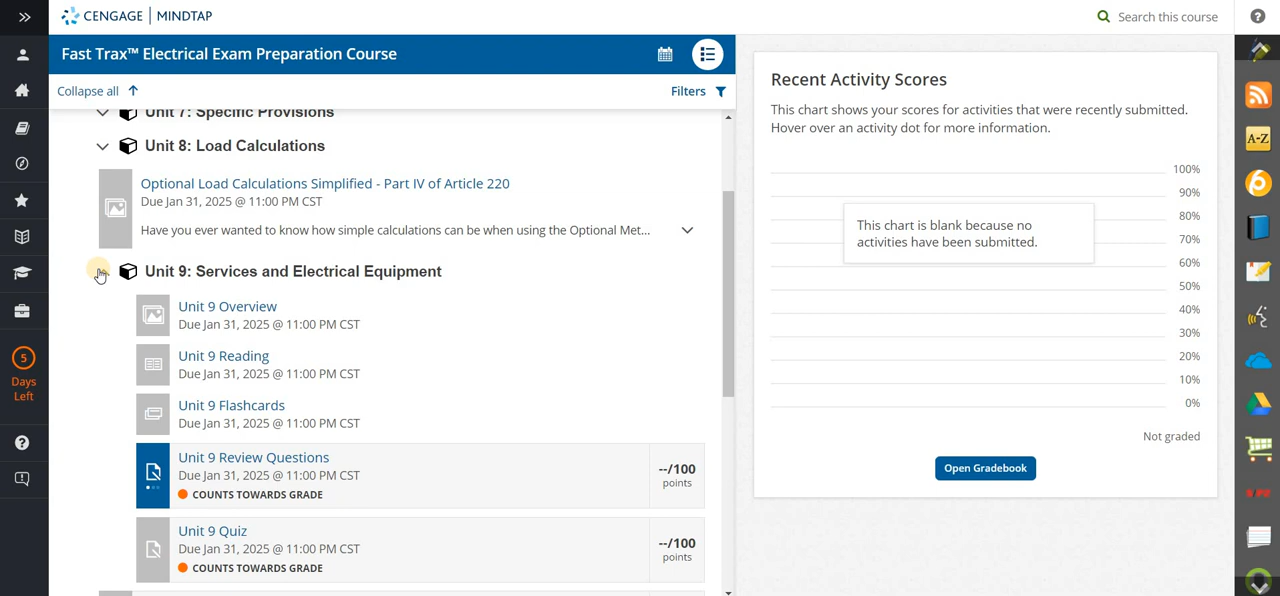 CENGAGE | MINDTAP
Search this course
Fast Trax™ Electrical Exam Preparation Course
Collapse all
Filters
Unit 7: Specific Provisions
Unit 8: Load Calculations
Optional Load Calculations Simplified - Part IV of Article 220
Due Jan 31, 2025 @ 11:00 PM CST
Have you ever wanted to know how simple calculations can be when using the Optional Met...
Unit 9: Services and Electrical Equipment
Unit 9 Overview
Due Jan 31, 2025 @ 11:00 PM CST
Unit 9 Reading
Due Jan 31, 2025 @ 11:00 PM CST
Unit 9 Flashcards
Due Jan 31, 2025 @ 11:00 PM CST
Unit 9 Review Questions
Due Jan 31, 2025 @ 11:00 PM CST
COUNTS TOWARDS GRADE
--/100
points
Unit 9 Quiz
Due Jan 31, 2025 @ 11:00 PM CST
COUNTS TOWARDS GRADE
--/100
points
5
Days
Left
Recent Activity Scores
This chart shows your scores for activities that were recently submitted.
Hover over an activity dot for more information.
100%
90%
80%
70%
60%
50%
40%
30%
20%
10%
0%
This chart is blank because no
activities have been submitted.
Not graded
Open Gradebook
A-Z